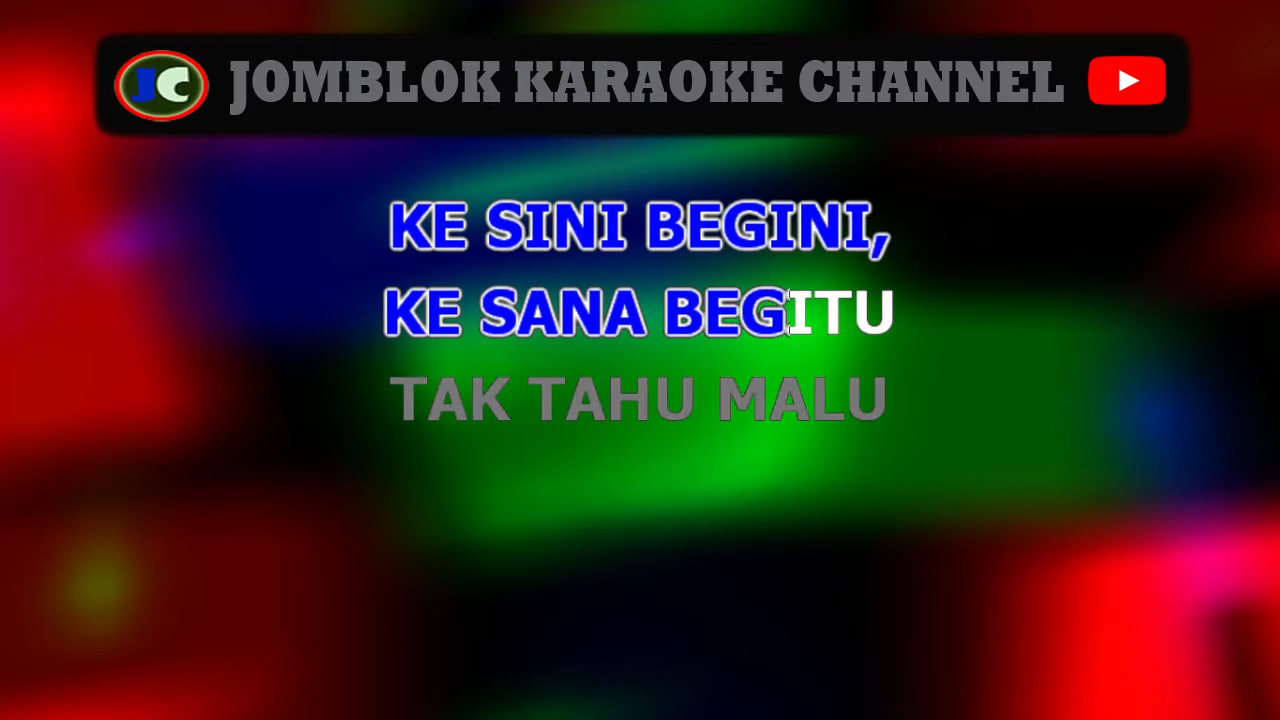 JC JOMBLOK KARAOKE CHANNEL
KE SINI BEGINI,
KE SANA BEGITU
TAK TAHU MALU